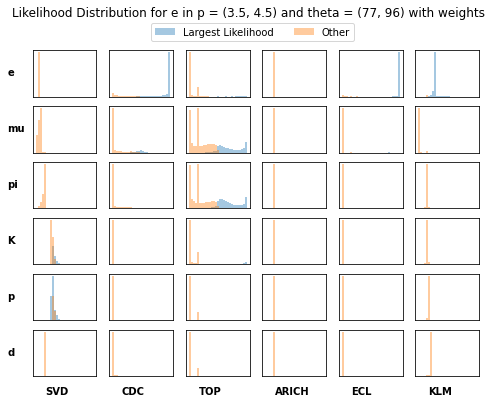 Likelihood Distribution for e in p = (3.5, 4.5) and theta = (77, 96) with weights
Largest Likelihood Other
e
mu
pi
K
p
d
SVD CDC TOP ARICH ECL KLM